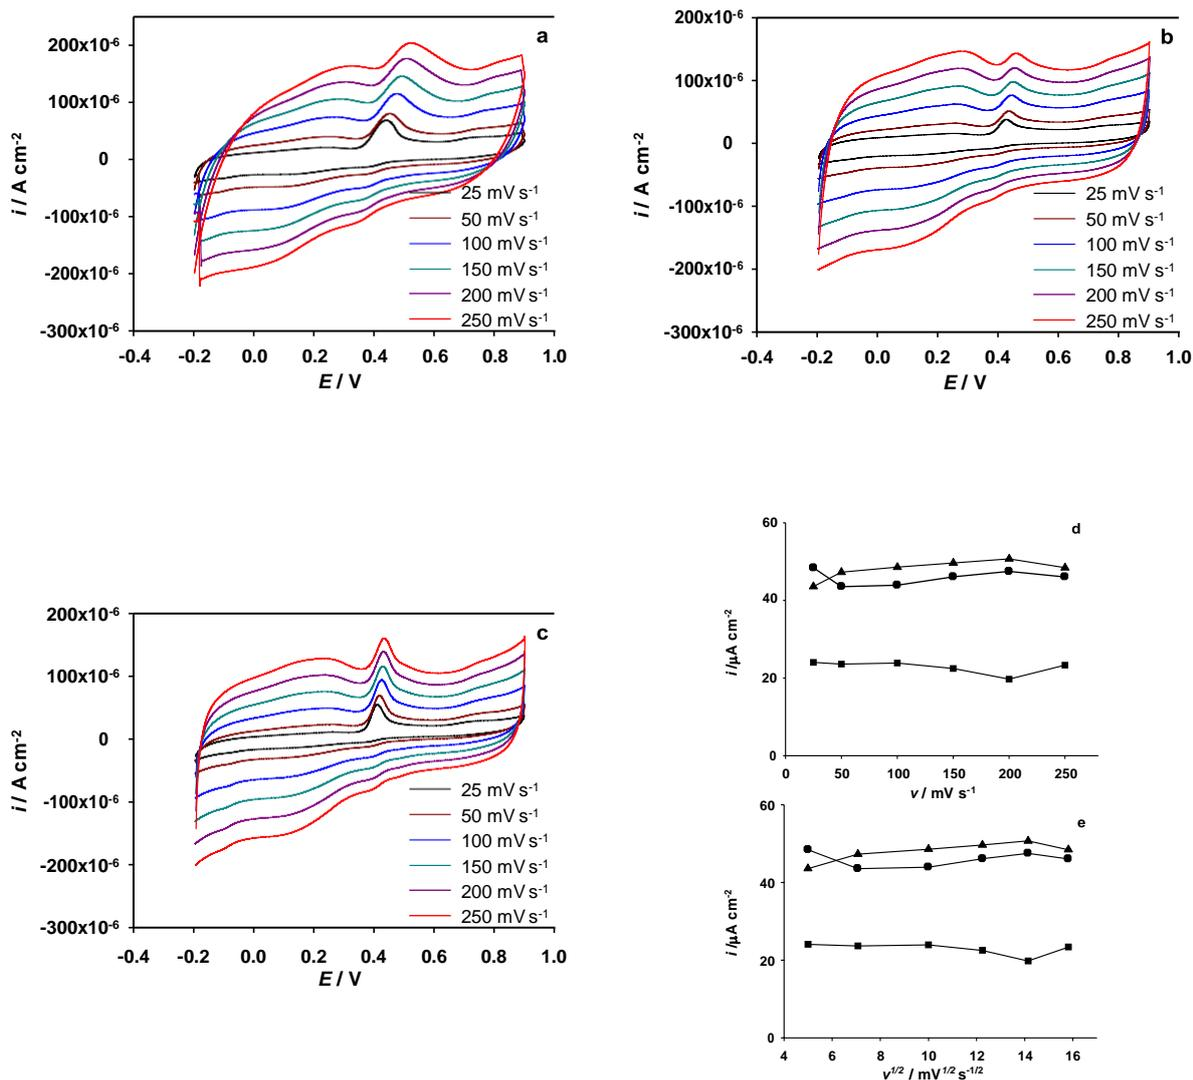 a
200x10-6
100x10-6
0
-100x10-6
-200x10-6
-300x10-6
i / A cm-2
25 mV s-1
50 mV s-1
100 mV s-1
150 mV s-1
200 mV s-1
250 mV s-1
-0.4 -0.2 0.0 0.2 0.4 0.6 0.8 1.0
E / V
b
200x10-6
100x10-6
0
-100x10-6
-200x10-6
-300x10-6
i / A cm-2
25 mV s-1
50 mV s-1
100 mV s-1
150 mV s-1
200 mV s-1
250 mV s-1
-0.4 -0.2 0.0 0.2 0.4 0.6 0.8 1.0
E / V
c
200x10-6
100x10-6
0
-100x10-6
-200x10-6
-300x10-6
i / A cm-2
25 mV s-1
50 mV s-1
100 mV s-1
150 mV s-1
200 mV s-1
250 mV s-1
-0.4 -0.2 0.0 0.2 0.4 0.6 0.8 1.0
E / V
d
60
40
20
0
i /µA cm-2
0 50 100 150 200 250
v / mV s-1
e
60
40
20
0
i /µA cm-2
4 6 8 10 12 14 16
v1/2 / mV1/2 s-1/2